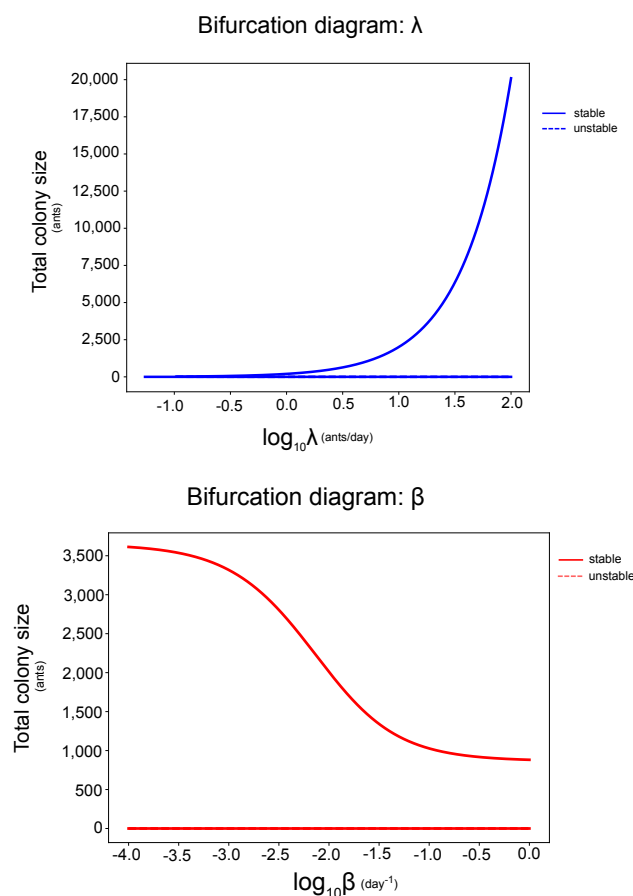 Bifurcation diagram: λ
20,000
17,500
15,000
12,500
10,000
7,500
5,000
2,500
0
Total colony size
(ants)
-1.0 -0.5 0.0 0.5 1.0 1.5 2.0
log₁₀λ (ants/day)
stable
unstable
Bifurcation diagram: β
3,500
3,000
2,500
2,000
1,500
1,000
500
0
Total colony size
(ants)
-4.0 -3.5 -3.0 -2.5 -2.0 -1.5 -1.0 -0.5 0.0
log₁₀β (day⁻¹)
stable
unstable